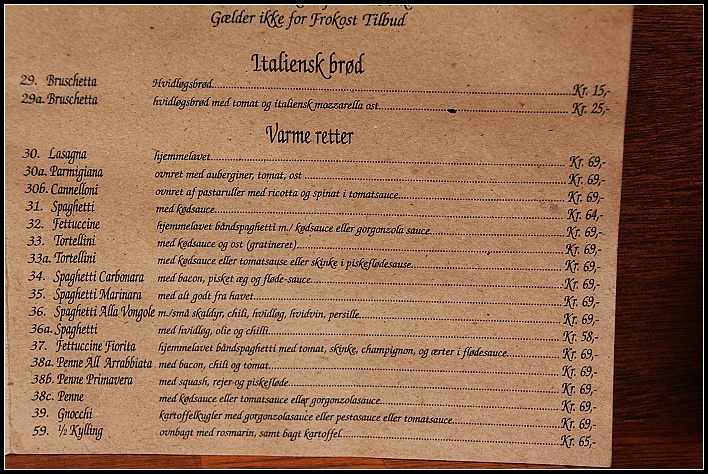 Gælder ikke for Frokost Tilbud
Italiensk brød
29. Bruschetta Hvidløgsbrød Kr. 15,-
29a. Bruschetta hvidløgsbrød med tomat og italiensk mozzarella ost Kr. 25,-
Varme retter
30. Lasagna hjemmelavet Kr. 69,-
30a. Parmigiana ovnret med auberginer, tomat, ost Kr. 69,-
30b. Cannelloni ovnret af pastaruller med ricotta og spinat i tomatsauce Kr. 69,-
31. Spaghetti med kødsauce Kr. 64,-
32. Fettuccine hjemmelavet båndspaghetti m./ kødsauce eller gorgonzola sauce Kr. 69,-
33. Tortellini med kødsauce og ost (gratineret) Kr. 69,-
33a. Tortellini med kødsauce eller tomatsause eller skinke i piskeflødesause Kr. 69,-
34. Spaghetti Carbonara med bacon, pisket æg og fløde-sauce Kr. 69,-
35. Spaghetti Marinara med alt godt fra havet Kr. 69,-
36. Spaghetti Alla Vongole m./små skaldyr, chili, hvidløg, hvidvin, persille Kr. 69,-
36a. Spaghetti med hvidløg, olie og chilli Kr. 58,-
37. Fettuccine Fiorita hjemmelavet båndspaghetti med tomat, skinke, champignon, og ærter i flødesauce Kr. 69,-
38a. Penne All Arrabbiata med bacon, chili og tomat Kr. 69,-
38b. Penne Primavera med squash, rejer og piskefløde Kr. 69,-
38c. Penne med kødsauce eller tomatsauce eller gorgonzolasauce Kr. 69,-
39. Gnocchi kartoffelkugler med gorgonzolasauce eller pestosauce eller tomatsauce Kr. 69,-
59. ½ Kylling ovnbagt med rosmarin, samt bagt kartoffel Kr. 65,-